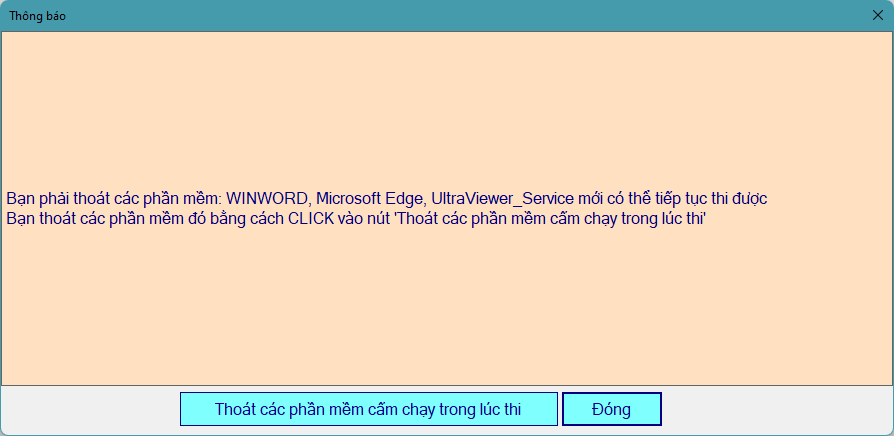 Thông báo
Bạn phải thoát các phần mềm: WINWORD, Microsoft Edge, UltraViewer_Service mới có thể tiếp tục thi được
Bạn thoát các phần mềm đó bằng cách CLICK vào nút 'Thoát các phần mềm cấm chạy trong lúc thi'
Thoát các phần mềm cấm chạy trong lúc thi
Đóng